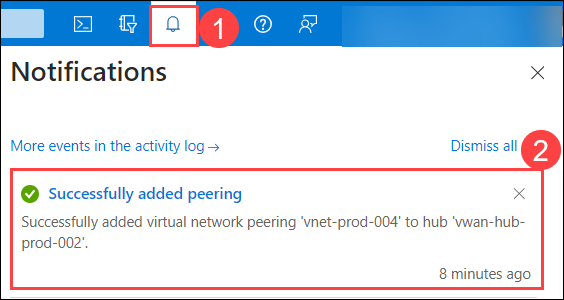 1
Notifications
More events in the activity log →
Dismiss all
2
Successfully added peering
Successfully added virtual network peering 'vnet-prod-004' to hub 'vwan-hub-
prod-002'.
8 minutes ago